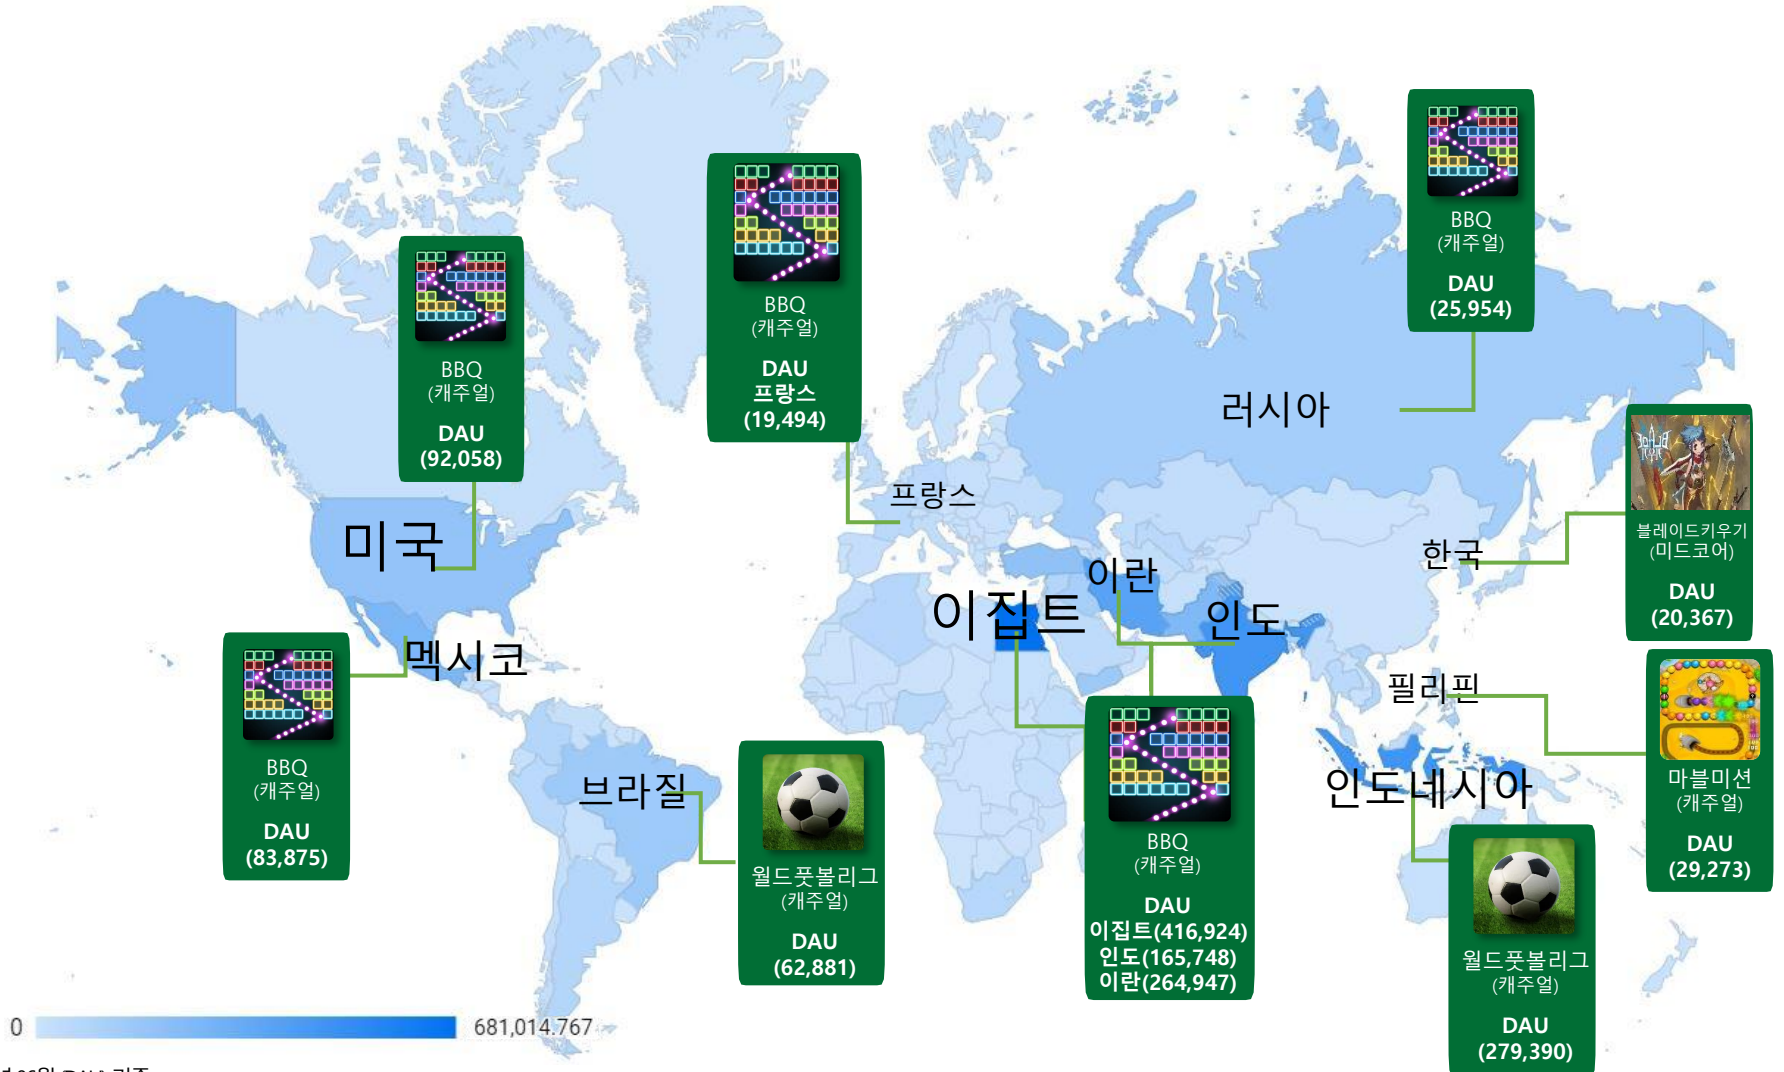 BBQ
(캐주얼)
DAU
(25,954)
BBQ
(캐주얼)
DAU
프랑스
(19,494)
BBQ
(캐주얼)
DAU
(92,058)
러시아
프랑스
미국
한국
블레이드키우기
(미드코어)
DAU
(20,367)
이란
이집트
인도
멕시코
필리핀
BBQ
(캐주얼)
DAU
(83,875)
브라질
월드풋볼리그
(캐주얼)
DAU
(62,881)
BBQ
(캐주얼)
DAU
이집트(416,924)
인도(165,748)
이란(264,947)
인도네시아
마블미션
(캐주얼)
DAU
(29,273)
월드풋볼리그
(캐주얼)
DAU
(279,390)
0
681,014.767